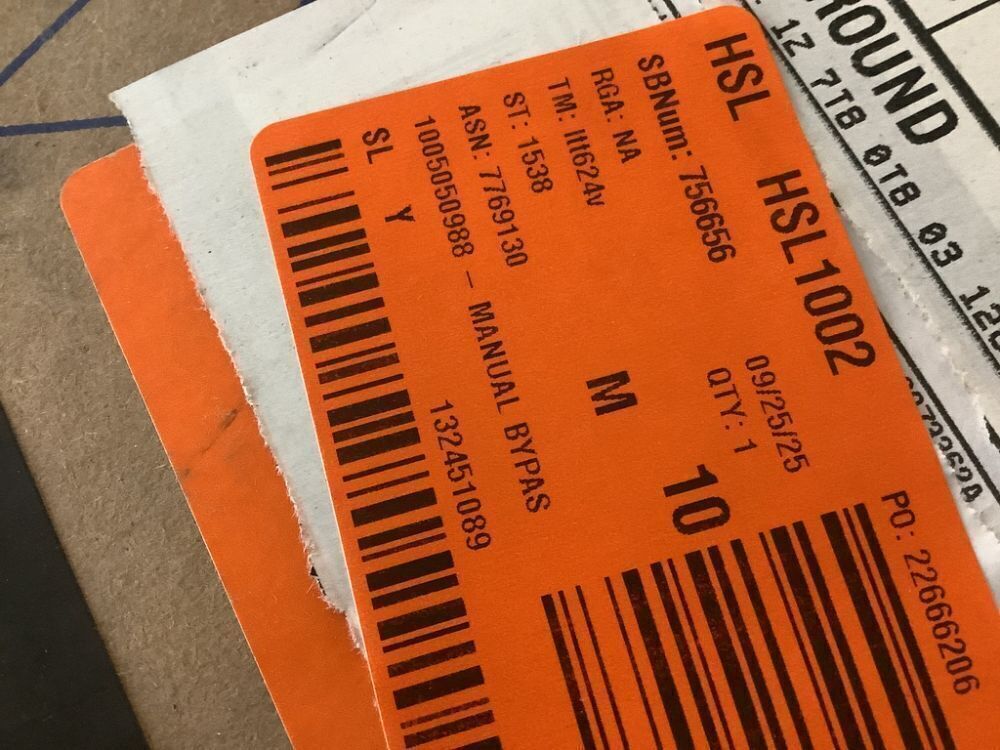 HSL HSL1002
SBNum: 756656 09/25/25
RGA: NA QTY: 1
TM: llt624v M 10
ST: 1538
ASN: 7769130
1005050988 – MANUAL BYPAS
SL Y 132451089
PO: 22666206
ROUND
1Z 7T8 0T8 03 12